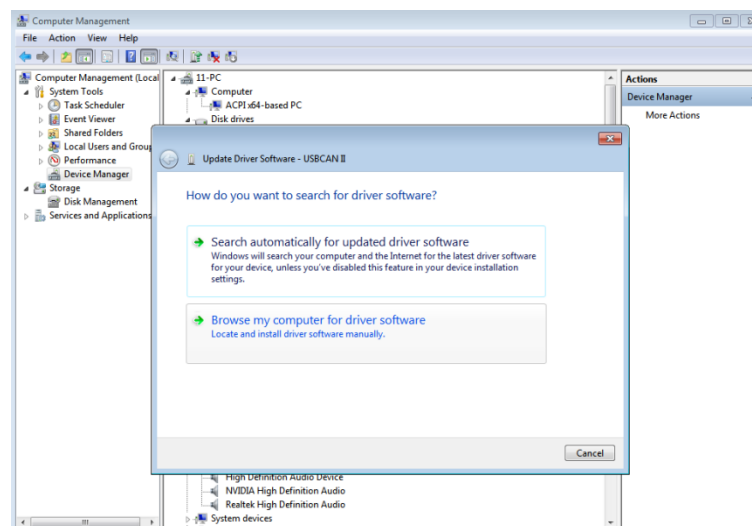 Computer Management
File Action View Help
Computer Management (Local
System Tools
Task Scheduler
Event Viewer
Shared Folders
Local Users and Group
Performance
Device Manager
Storage
Disk Management
Services and Applications
11-PC
Computer
ACPI x64-based PC
Disk drives
Update Driver Software - USBCAN II
How do you want to search for driver software?
Search automatically for updated driver software
Windows will search your computer and the Internet for the latest driver software
for your device, unless you've disabled this feature in your device installation
settings.
Browse my computer for driver software
Locate and install driver software manually.
Cancel
High Definition Audio Device
NVIDIA High Definition Audio
Realtek High Definition Audio
System devices
Actions
Device Manager
More Actions